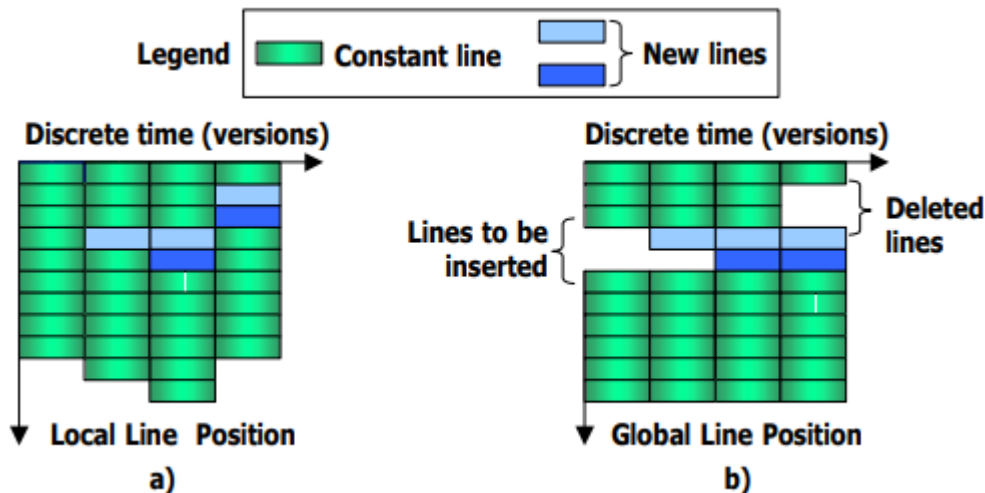 Legend Constant line New lines
Discrete time (versions)
Local Line Position
a)
Discrete time (versions)
Lines to be
inserted
Deleted
lines
Global Line Position
b)